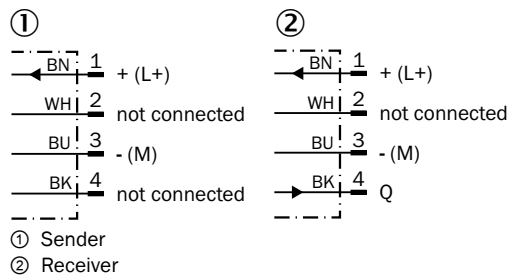 ① ②
BN 1 + (L+) BN 1 + (L+)
WH 2 not connected WH 2 not connected
BU 3 - (M) BU 3 - (M)
BK 4 not connected BK 4 Q
① Sender
② Receiver